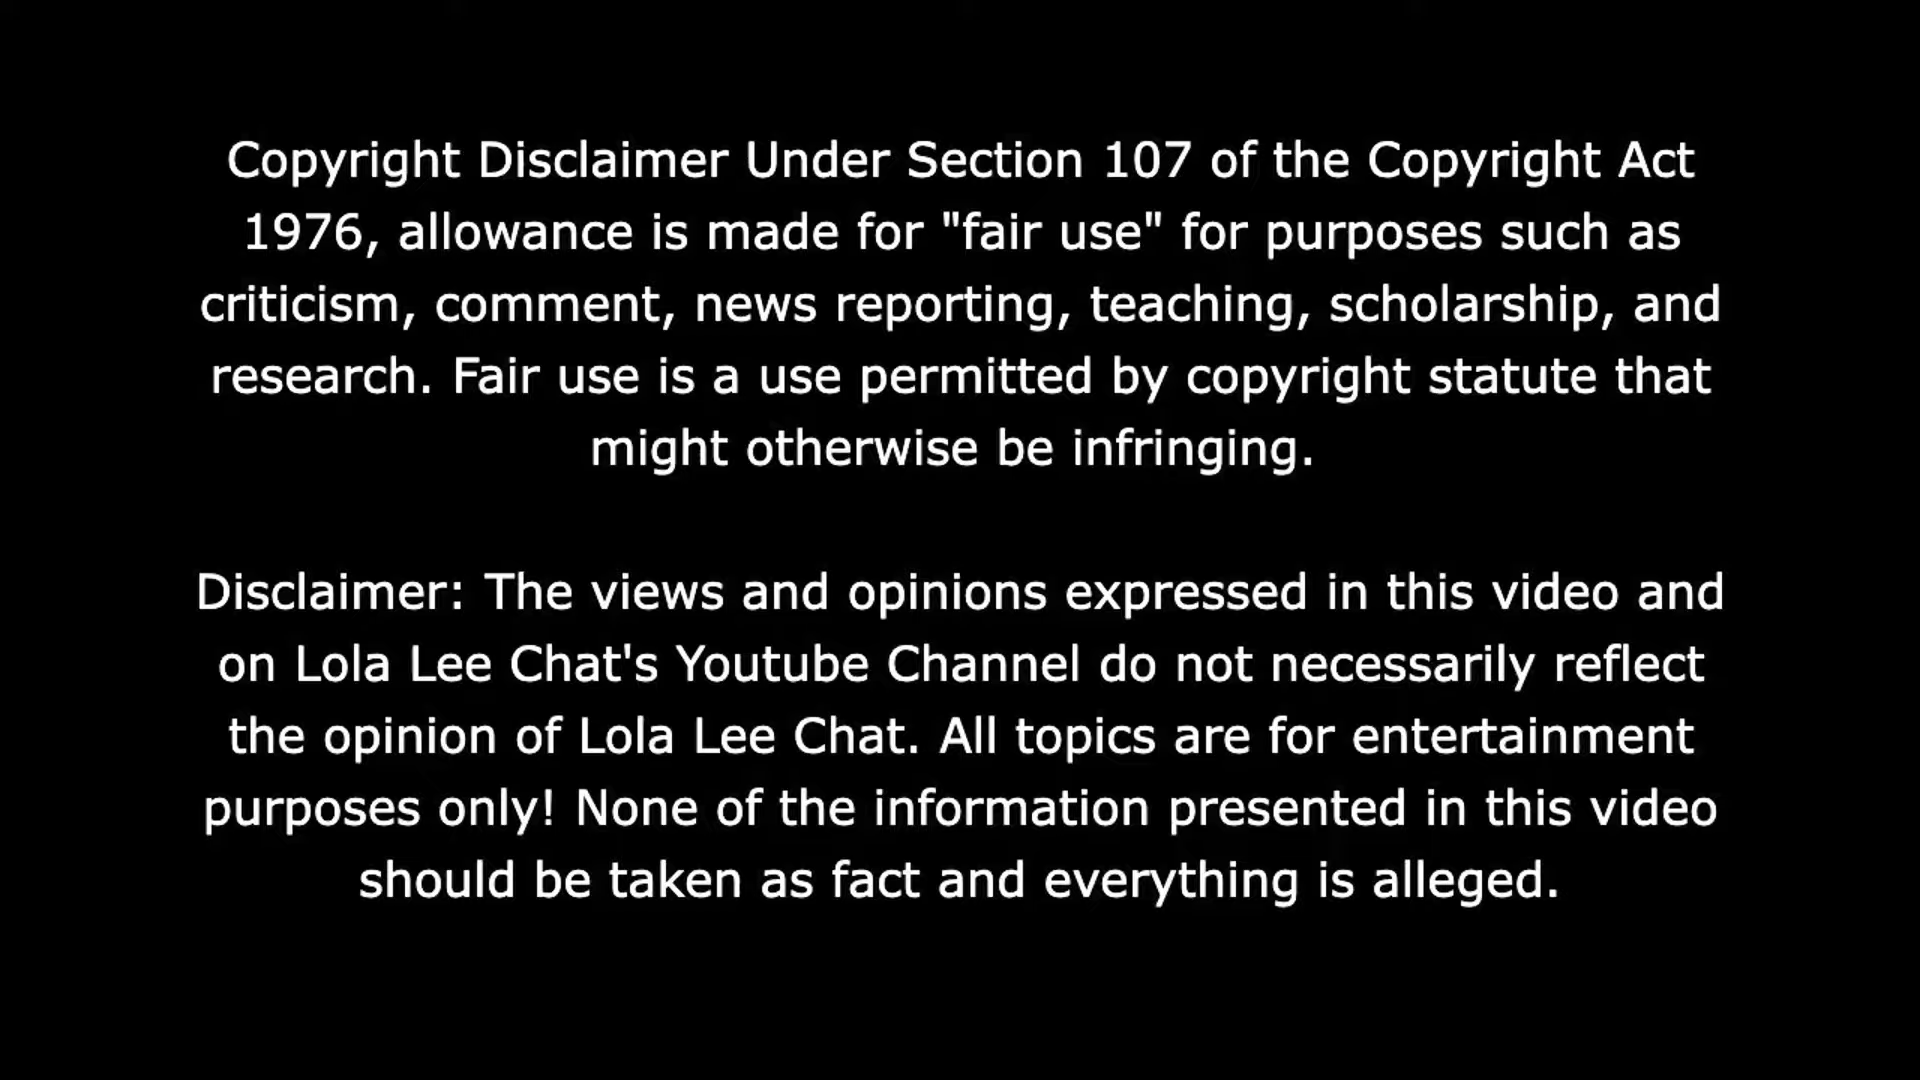 Copyright Disclaimer Under Section 107 of the Copyright Act
1976, allowance is made for "fair use" for purposes such as
criticism, comment, news reporting, teaching, scholarship, and
research. Fair use is a use permitted by copyright statute that
might otherwise be infringing.
Disclaimer: The views and opinions expressed in this video and
on Lola Lee Chat's Youtube Channel do not necessarily reflect
the opinion of Lola Lee Chat. All topics are for entertainment
purposes only! None of the information presented in this video
should be taken as fact and everything is alleged.